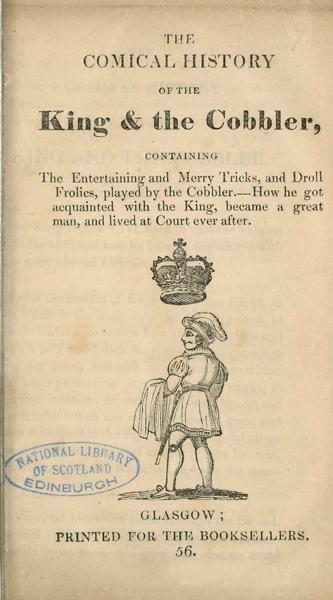 THE
COMICAL HISTORY
OF THE
King & the Cobbler,
CONTAINING
The Entertaining and Merry Tricks, and Droll
Frolics, played by the Cobbler.—How he got
acquainted with the King, became a great
man, and lived at Court ever after.
NATIONAL LIBRARY
OF SCOTLAND
EDINBURGH
GLASGOW;
PRINTED FOR THE BOOKSELLERS.
56.